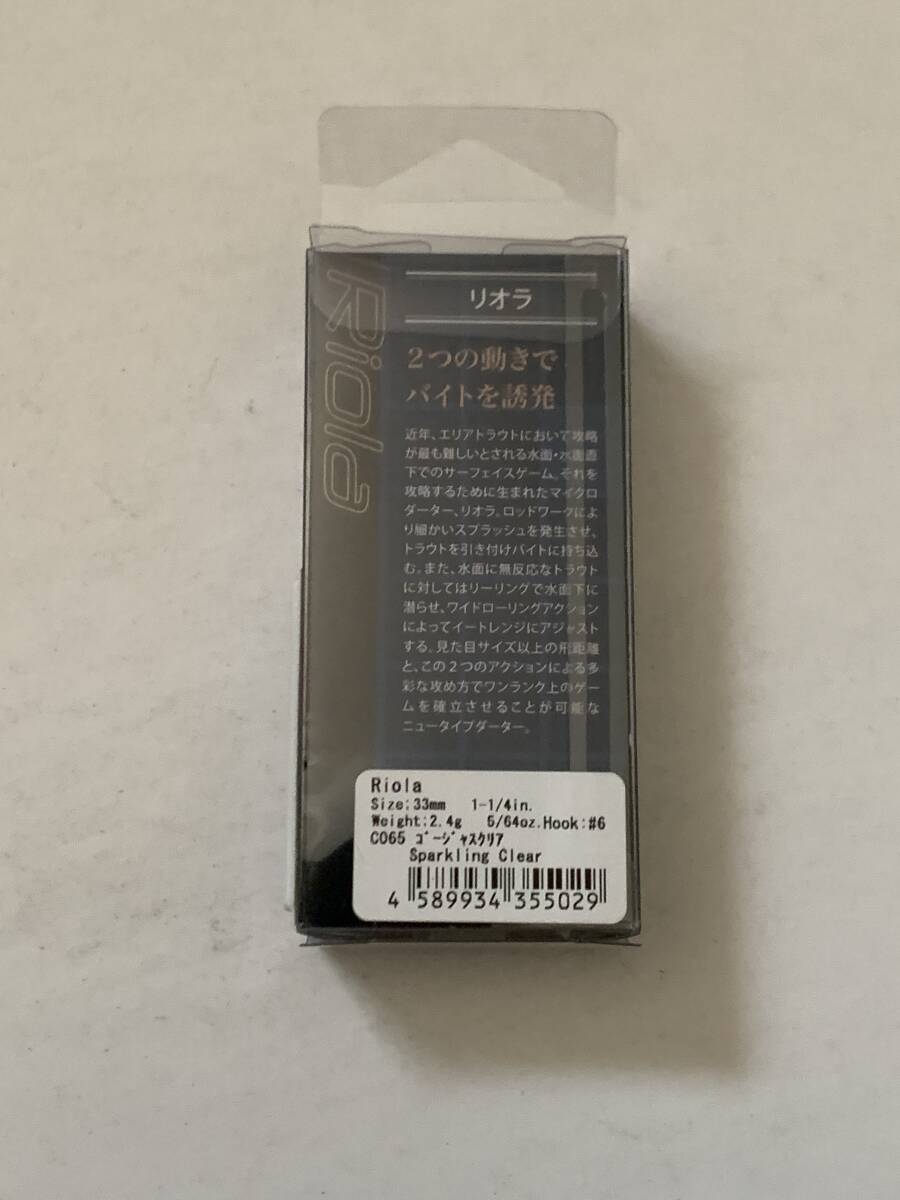 Riola
リオラ
２つの動きで
バイトを誘発
近年、エリアトラウトにおいて攻略
が最も難しいとされる水面・水面直
下でのサーフェイスゲーム。それを
攻略するために生まれたマイクロ
ダーター、リオラ。ロッドワークによ
り細かいスプラッシュを発生させ、
トラウトを引き付けバイトに持ち込
む。また、水面に無反応なトラウト
に対してはリーリングで水面下に
潜らせ、ワイドローリングアクション
によってイートレンジにアジャスト
する。見た目サイズ以上の飛距離
と、この２つのアクションによる多
彩な攻め方でワンランク上のゲー
ムを確立させることが可能な
ニュータイプダーター。
Riola
Size:33mm 1-1/4in.
Weight:2.4g 5/64oz.Hook:#6
C065 ｺﾞｰｼﾞｬｽｸﾘｱ
Sparkling Clear
4 589934 355029